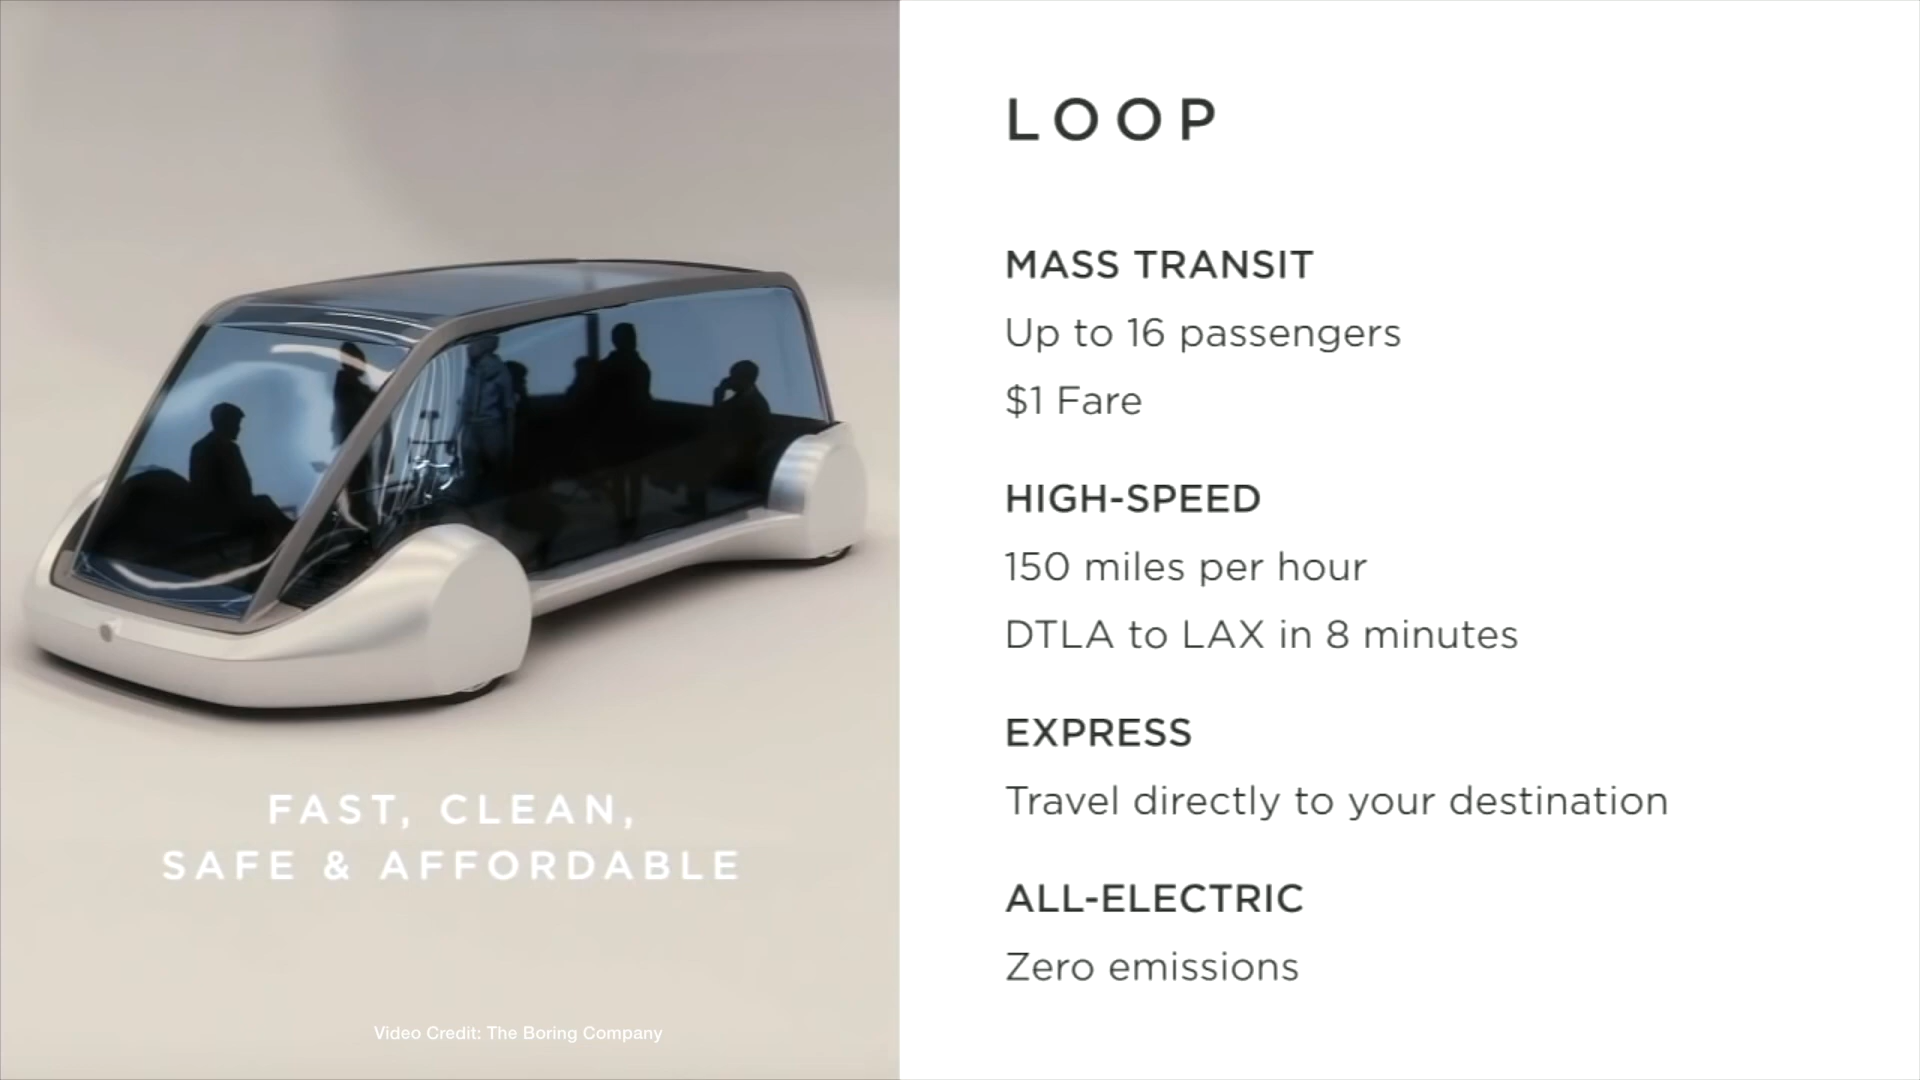 FAST, CLEAN,
SAFE & AFFORDABLE
Video Credit: The Boring Company
LOOP
MASS TRANSIT
Up to 16 passengers
$1 Fare
HIGH-SPEED
150 miles per hour
DTLA to LAX in 8 minutes
EXPRESS
Travel directly to your destination
ALL-ELECTRIC
Zero emissions